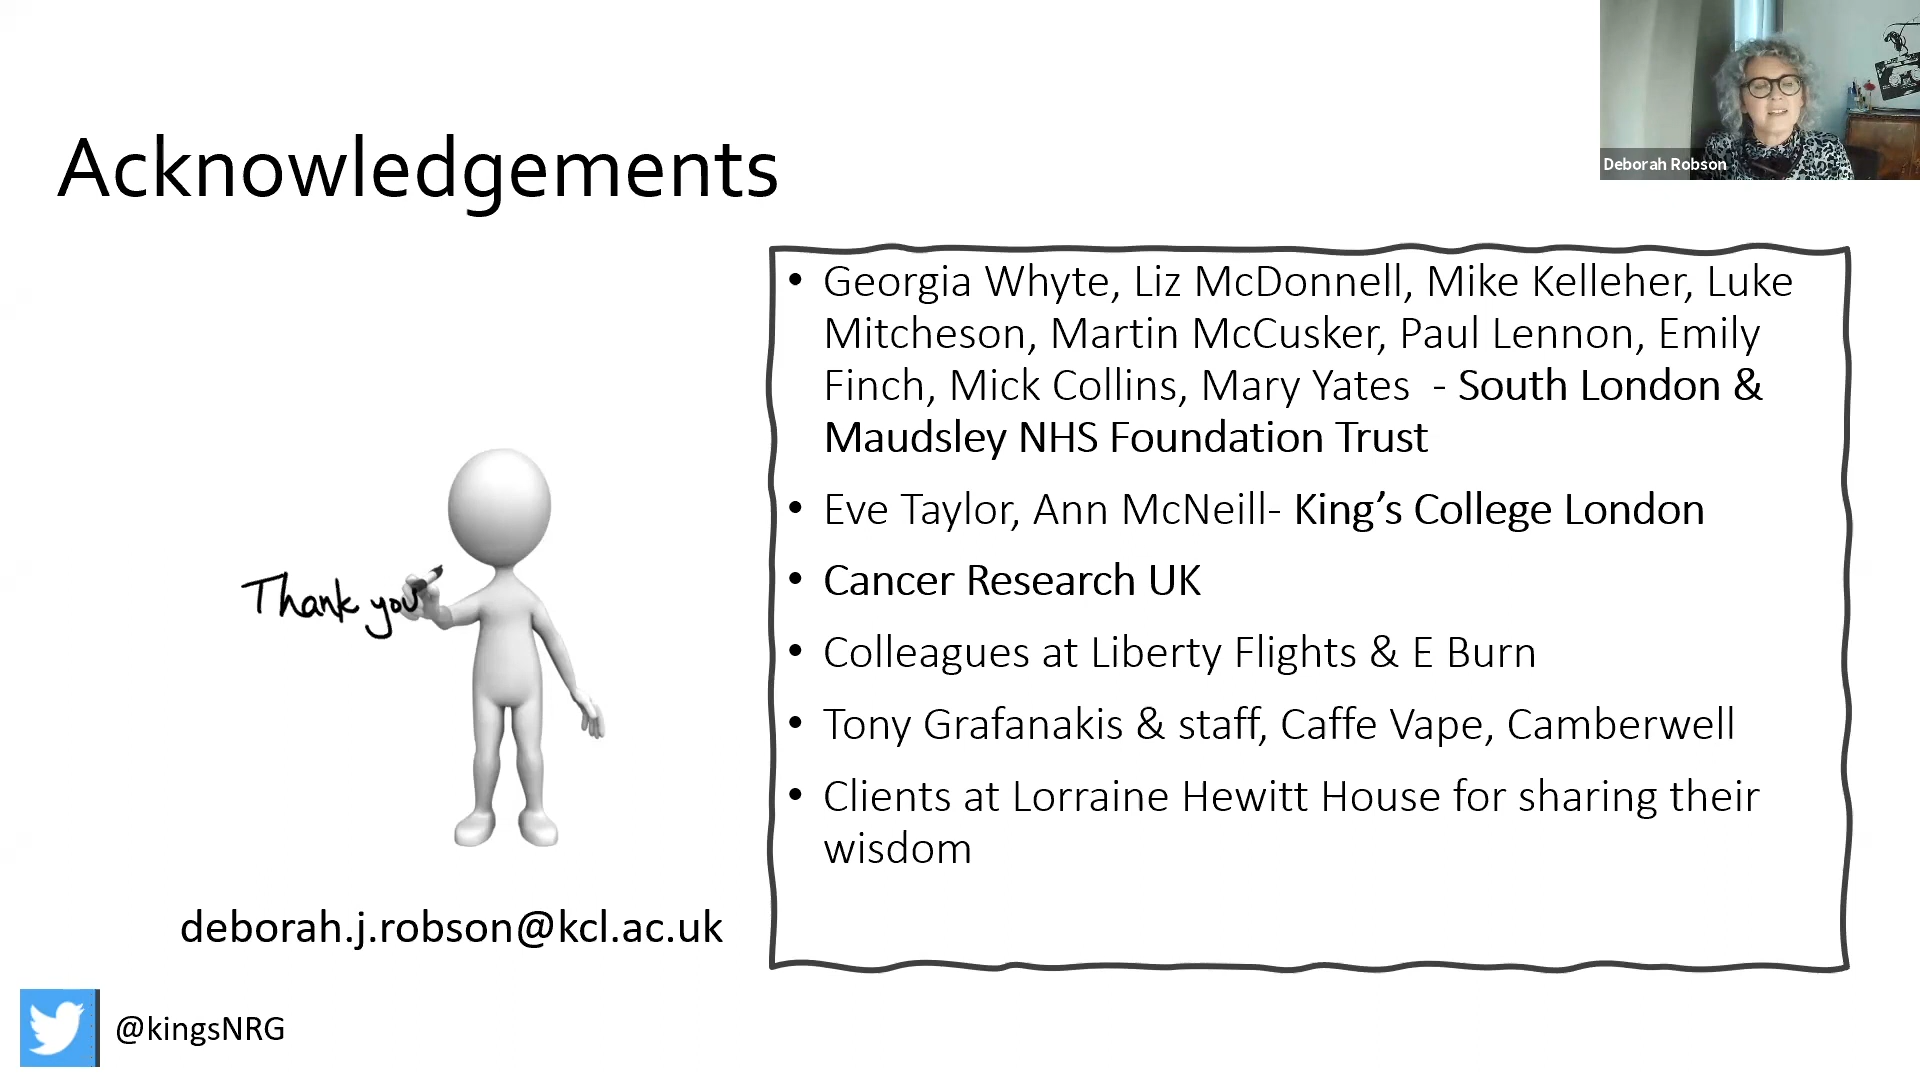 Deborah Robson
Acknowledgements
• Georgia Whyte, Liz McDonnell, Mike Kelleher, Luke
Mitcheson, Martin McCusker, Paul Lennon, Emily
Finch, Mick Collins, Mary Yates - South London &
Maudsley NHS Foundation Trust
• Eve Taylor, Ann McNeill- King’s College London
• Cancer Research UK
• Colleagues at Liberty Flights & E Burn
• Tony Grafanakis & staff, Caffe Vape, Camberwell
• Clients at Lorraine Hewitt House for sharing their
wisdom
Thank you
deborah.j.robson@kcl.ac.uk
@kingsNRG